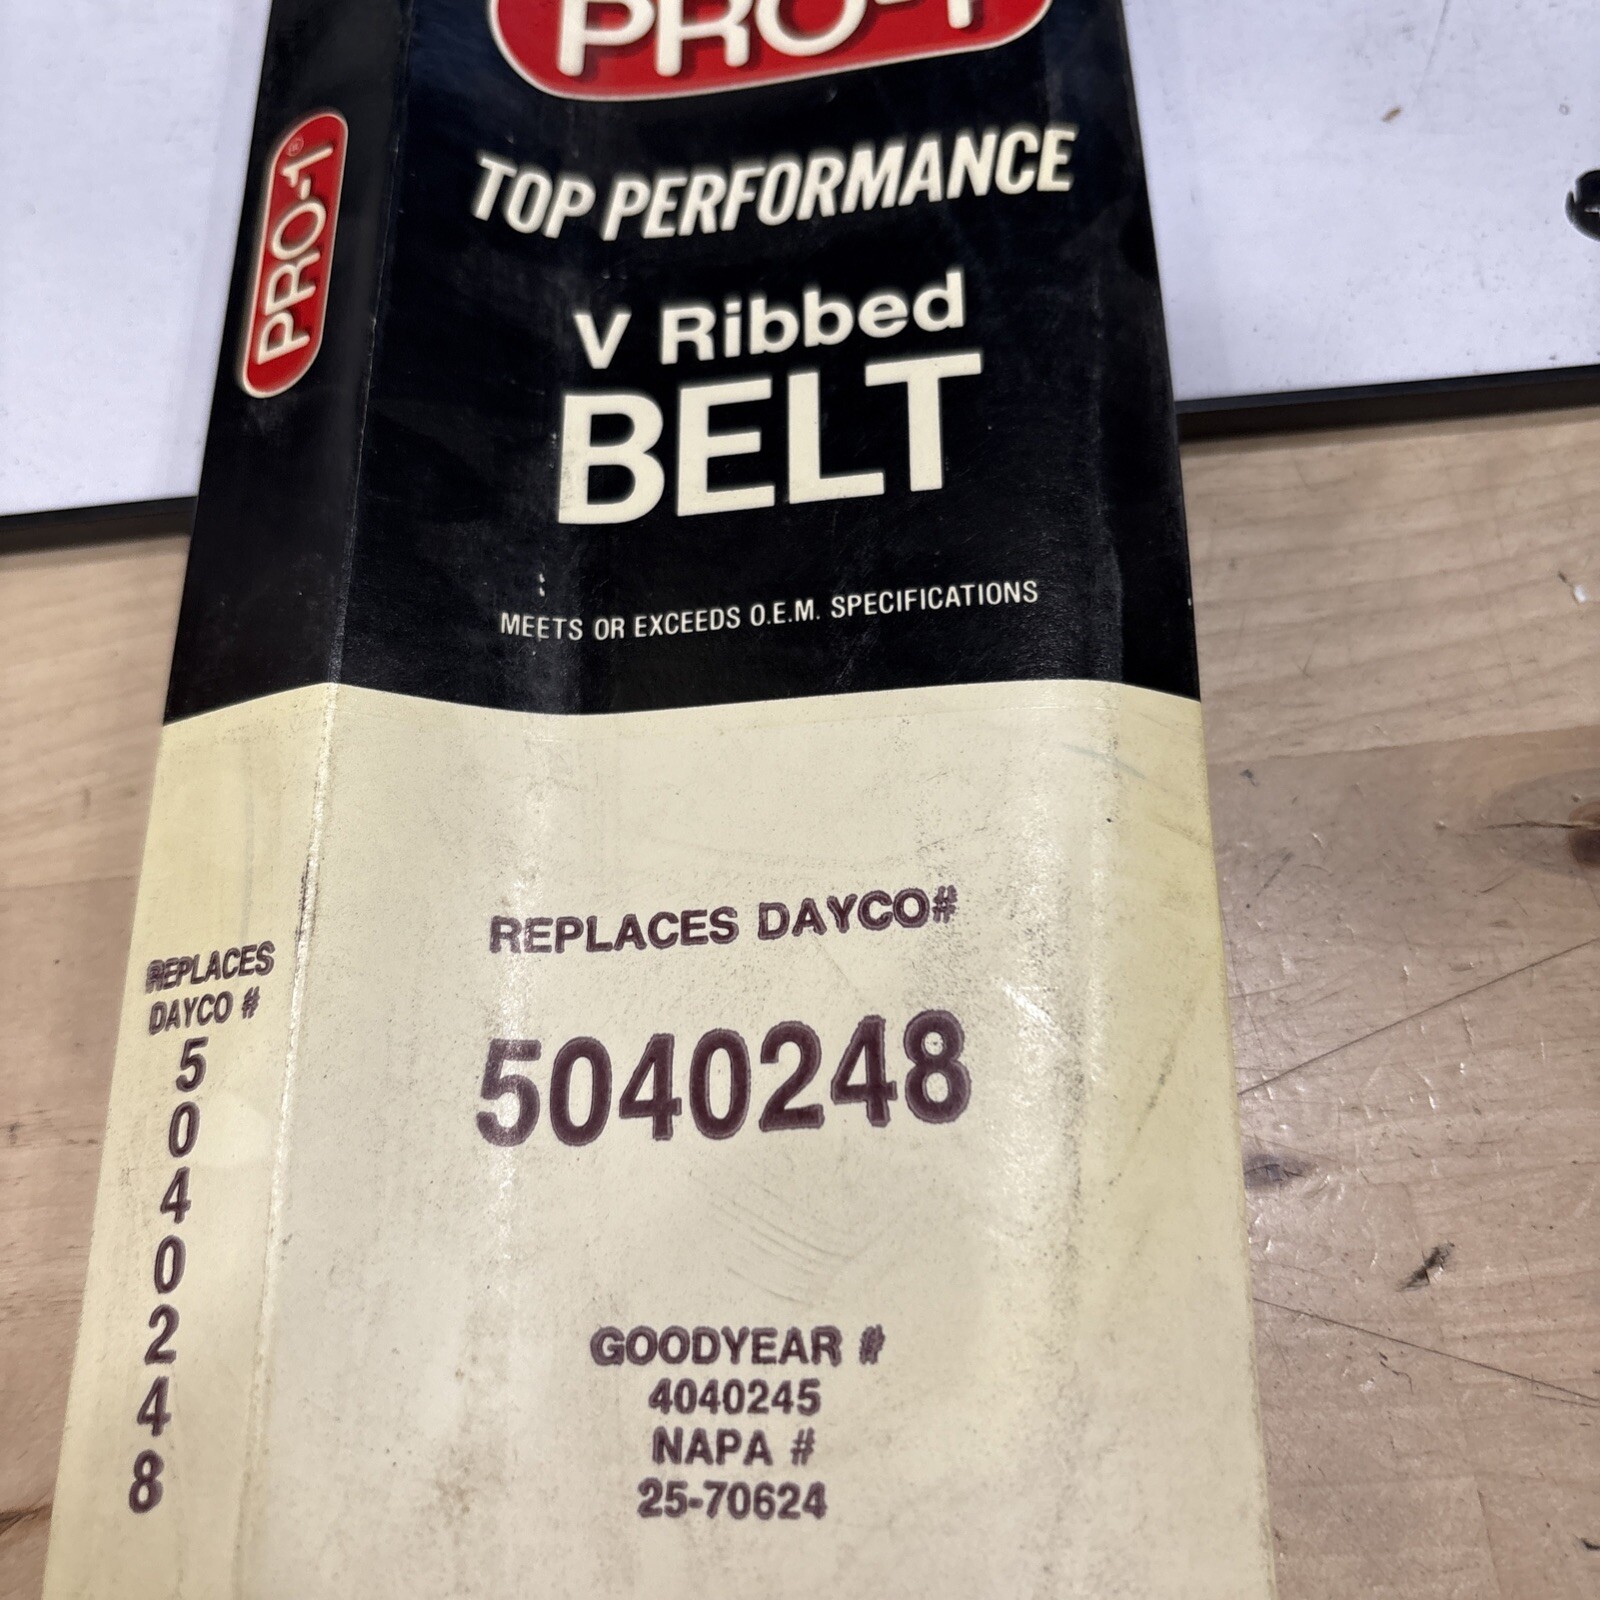 PRO-1
PRO-1®
TOP PERFORMANCE
V Ribbed
BELT
MEETS OR EXCEEDS O.E.M. SPECIFICATIONS
REPLACES DAYCO#
5040248
GOODYEAR #
4040245
NAPA #
25-70624
REPLACES
DAYCO #
5
0
4
0
2
4
8